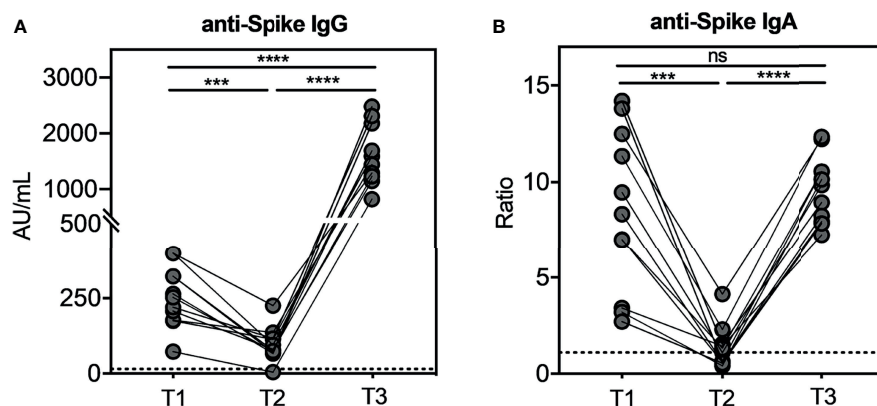 A
anti-Spike IgG
AU/mL
3000
2000
1000
500
250
0
****
***
****
T1
T2
T3
B
anti-Spike IgA
Ratio
15
10
5
0
ns
***
****
T1
T2
T3